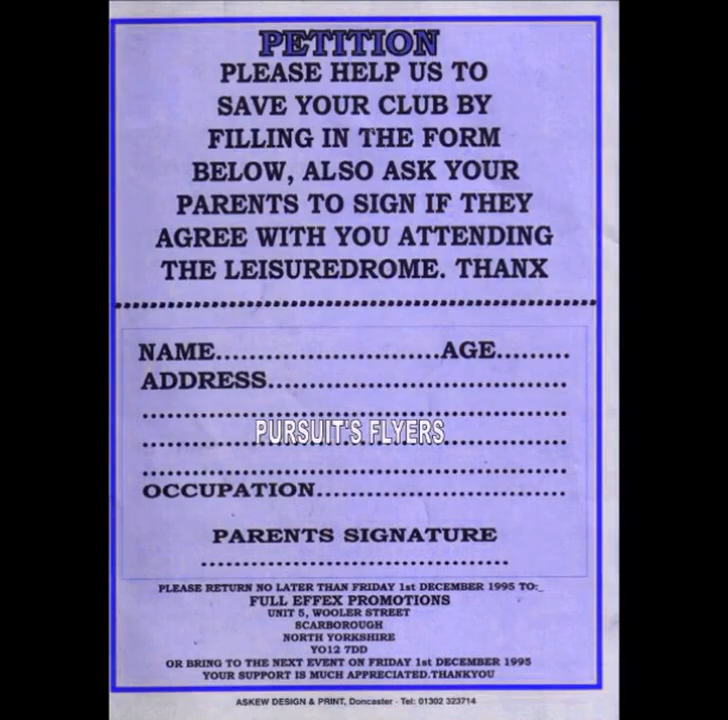 PETITION
PLEASE HELP US TO
SAVE YOUR CLUB BY
FILLING IN THE FORM
BELOW, ALSO ASK YOUR
PARENTS TO SIGN IF THEY
AGREE WITH YOU ATTENDING
THE LEISUREDROME. THANX
NAME........................AGE.........
ADDRESS................................
PURSUIT'S FLYERS
OCCUPATION...........................
PARENTS SIGNATURE
PLEASE RETURN NO LATER THAN FRIDAY 1st DECEMBER 1995 TO:_
FULL EFFEX PROMOTIONS
UNIT 5, WOOLER STREET
SCARBOROUGH
NORTH YORKSHIRE
YO12 7DD
OR BRING TO THE NEXT EVENT ON FRIDAY 1st DECEMBER 1995
YOUR SUPPORT IS MUCH APPRECIATED.THANKYOU
ASKEW DESIGN & PRINT, Doncaster - Tel: 01302 323714